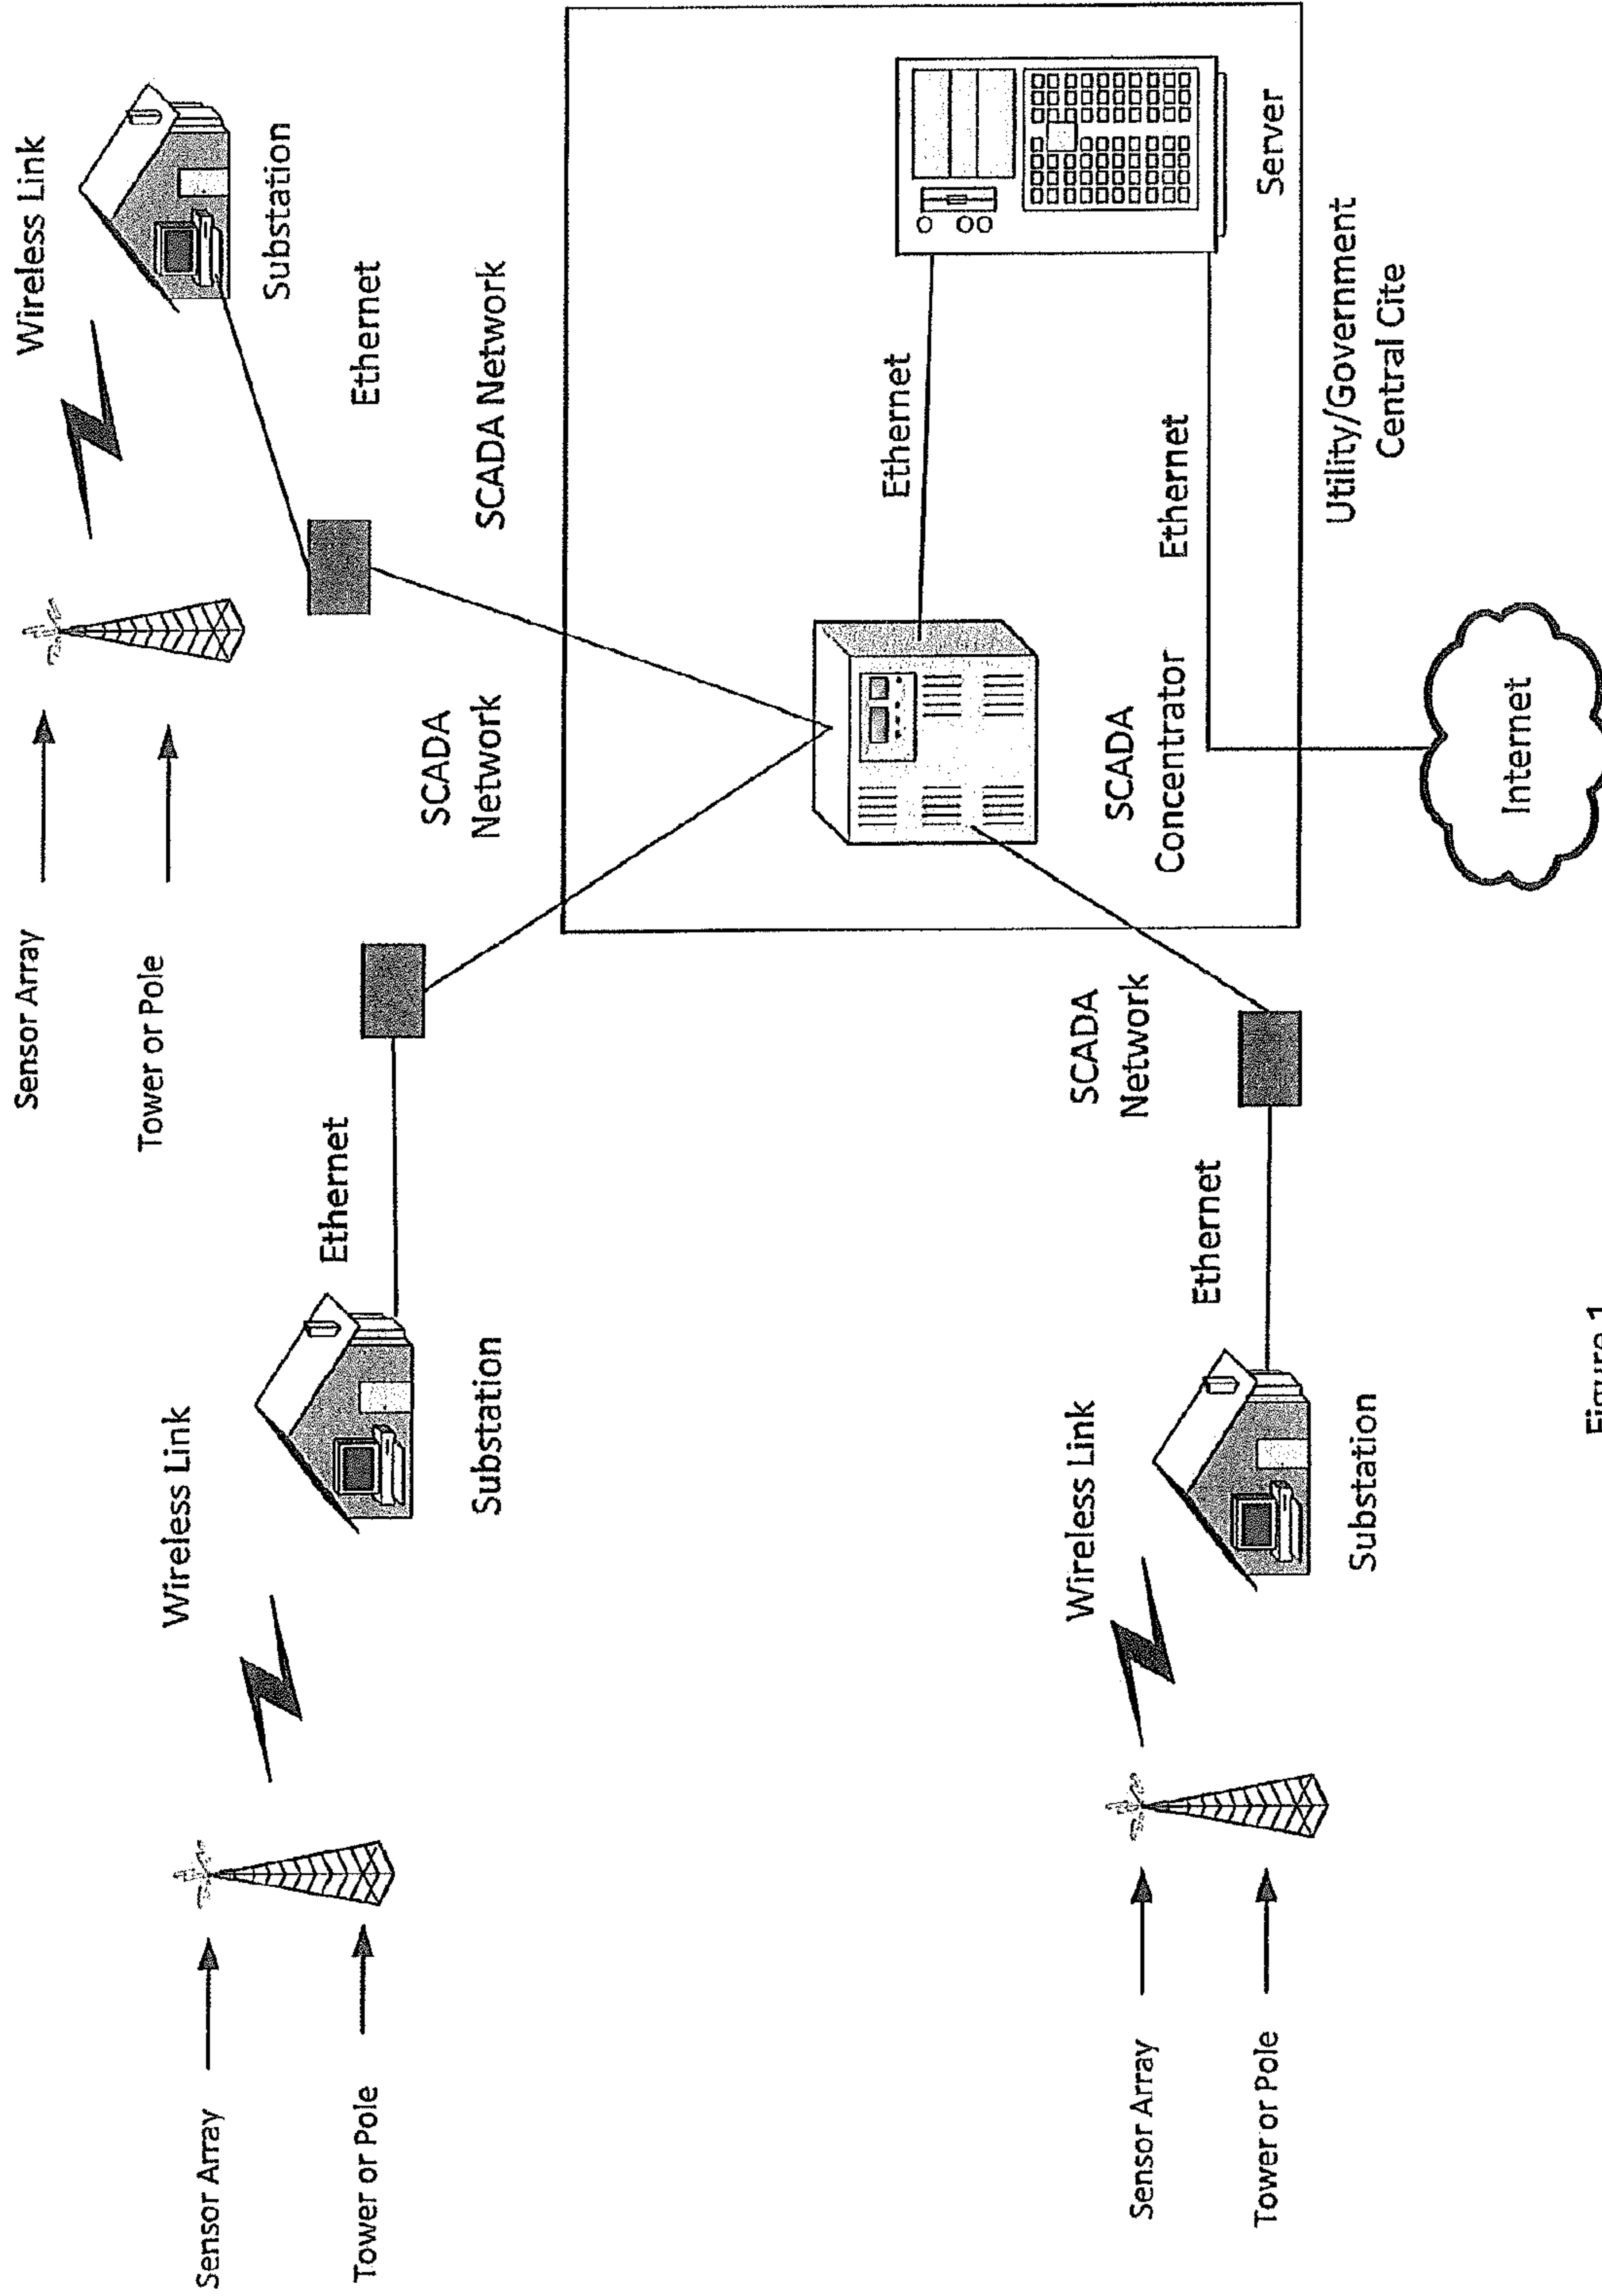 Sensor Array
Wireless Link
Tower or Pole
Wireless Link
Sensor Array
Substation
Ethernet
Tower or Pole
Ethernet
SCADA
Network
Substation
SCADA Network
Ethernet
Wireless Link
SCADA
Network
SCADA
Concentrator
Sensor Array
Ethernet
Ethernet
Tower or Pole
Server
Utility/Government
Central Cite
Substation
Internet
Figure 1